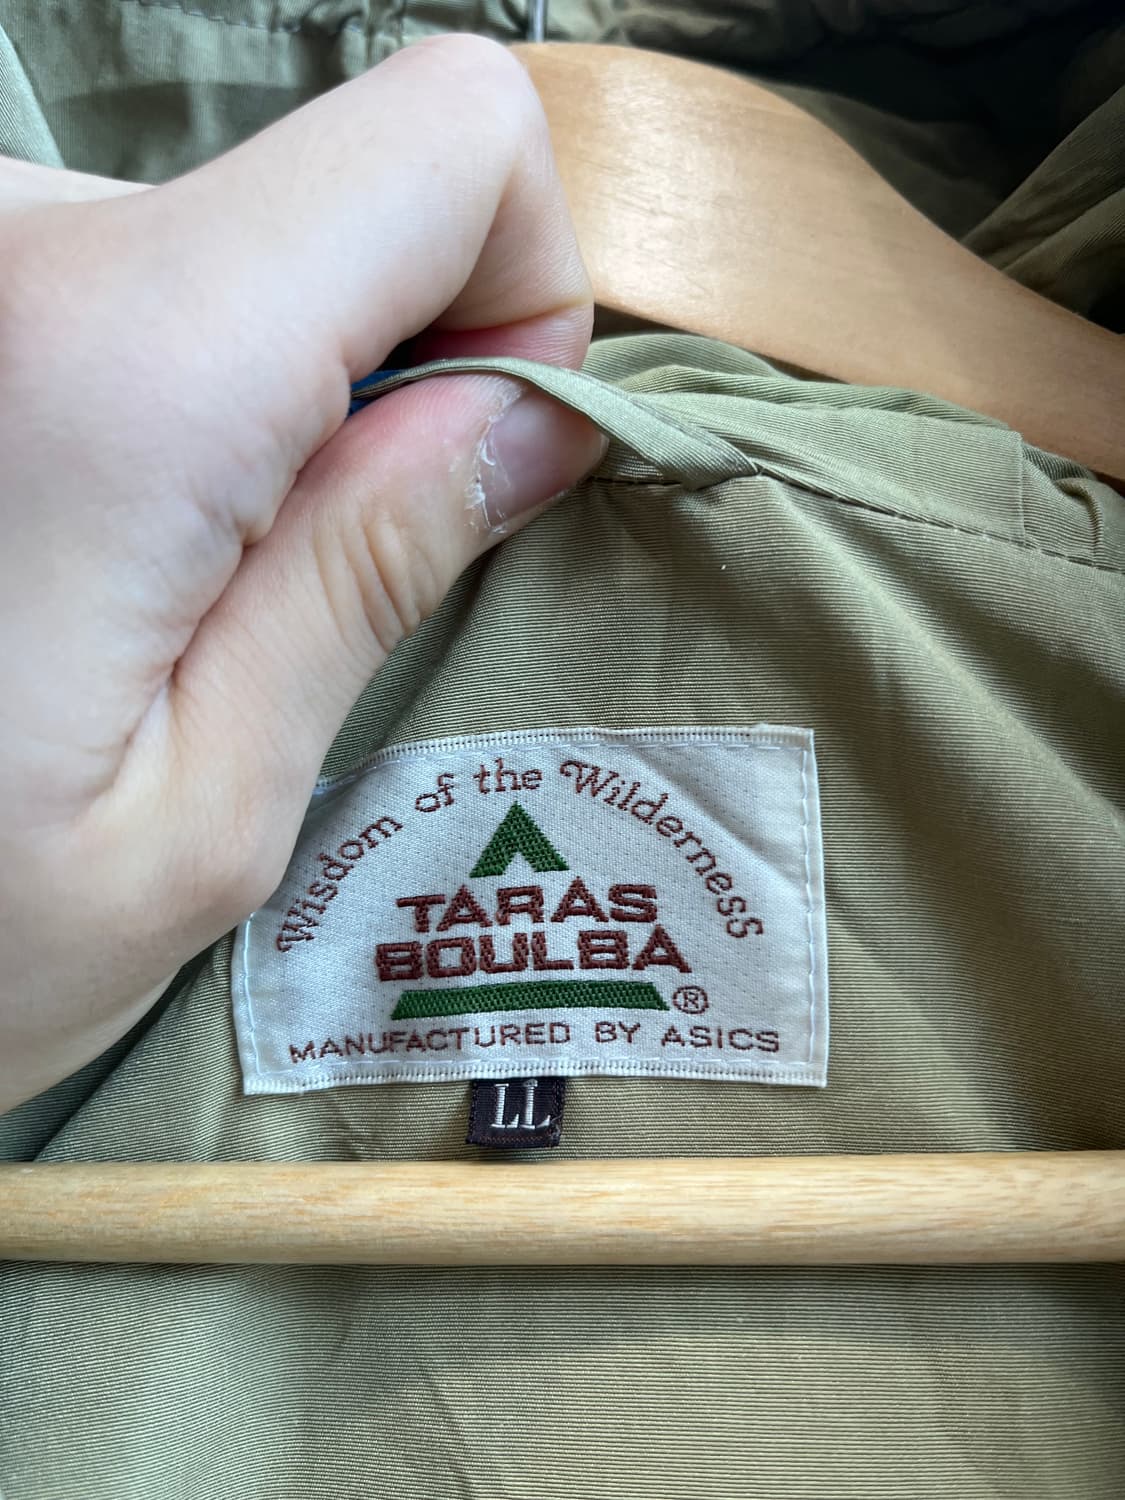 Wisdom of the Wilderness
TARAS
BOULBA ®
MANUFACTURED BY ASICS
LL